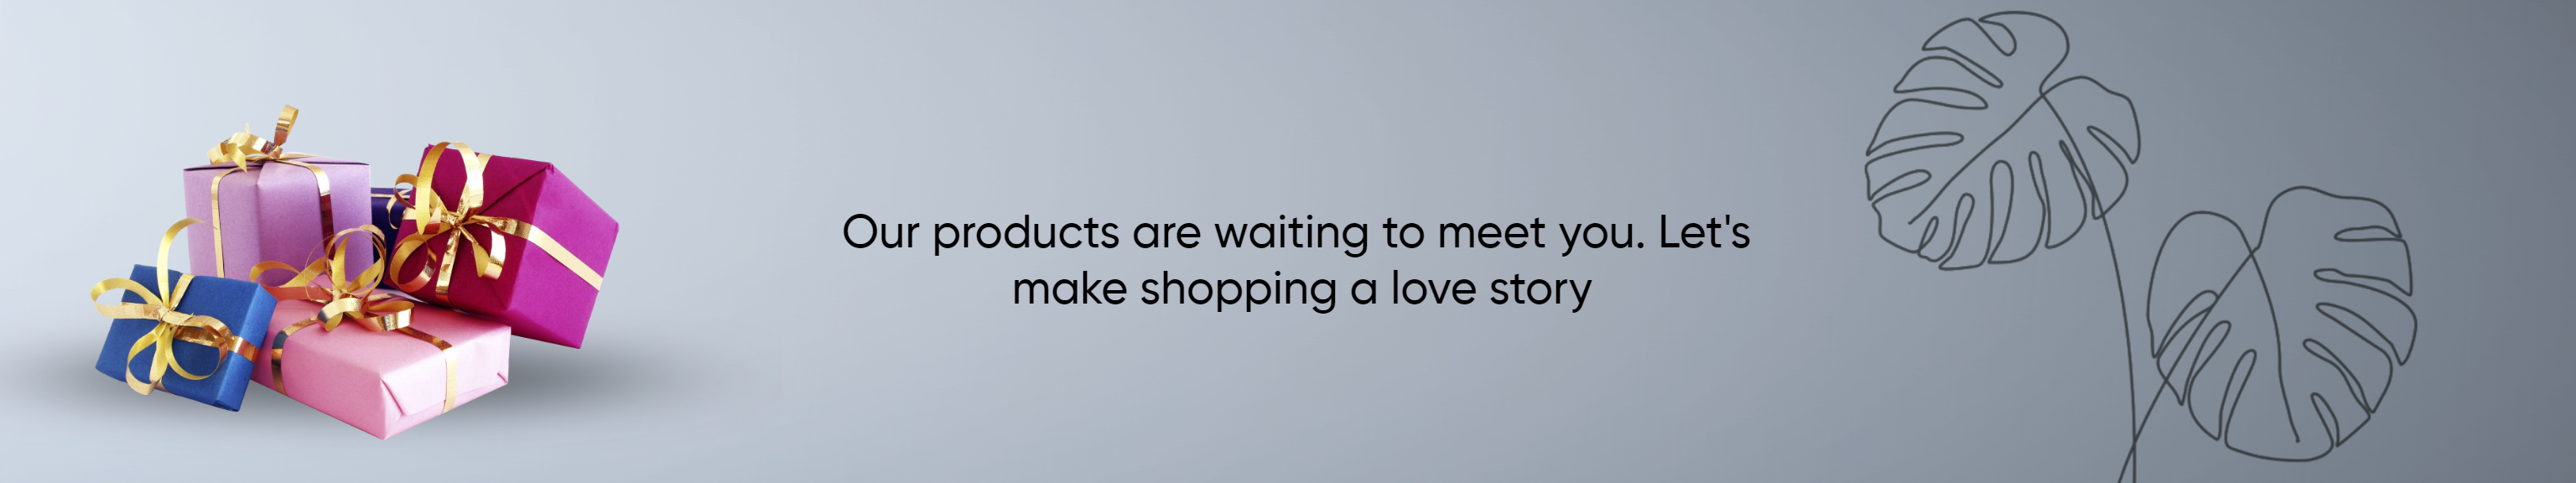 Our products are waiting to meet you. Let's
make shopping a love story